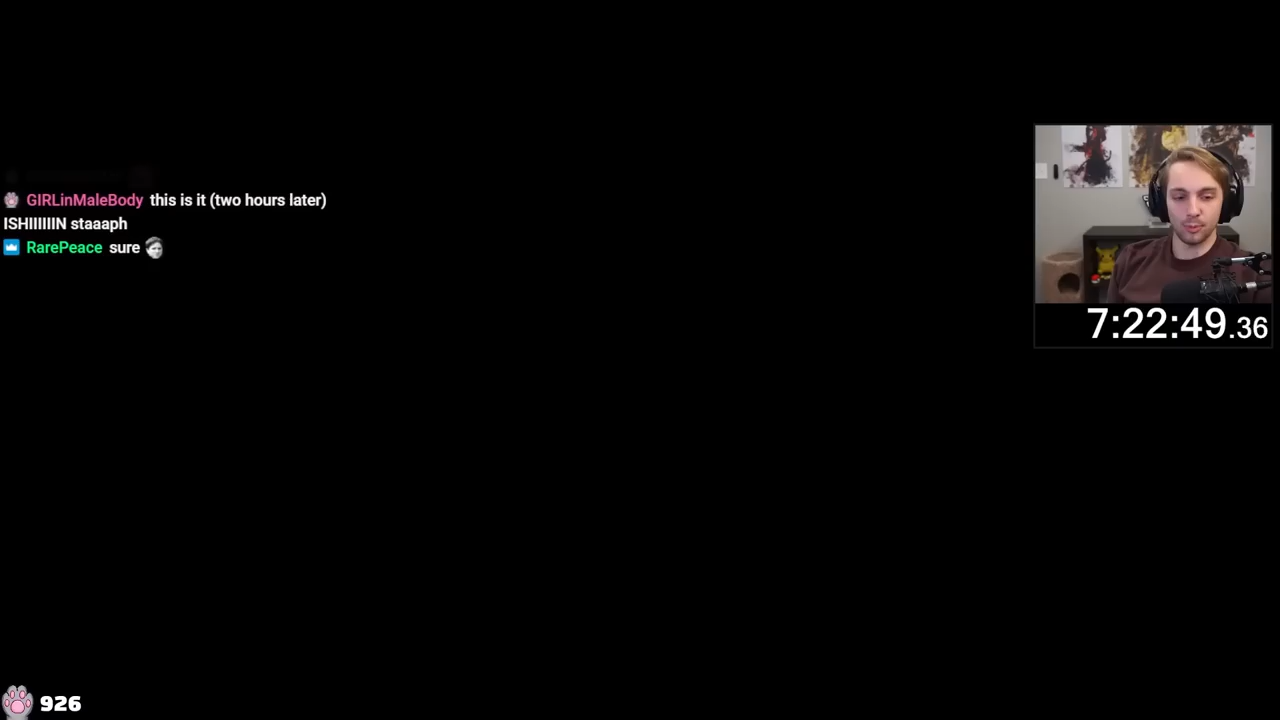 GIRLinMaleBody this is it (two hours later)
ISHIIIIIIN staaaph
RarePeace sure
7:22:49.36
926